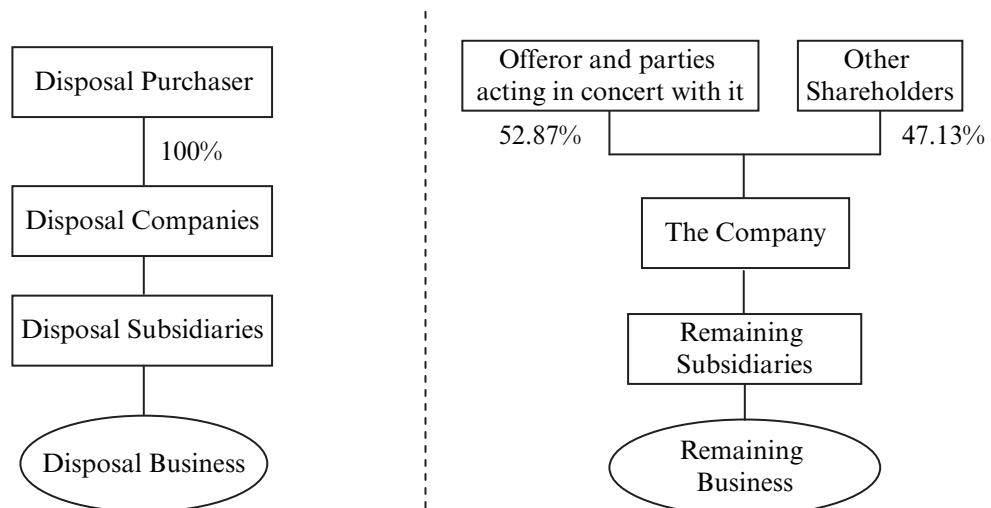 Disposal Purchaser
100%
Disposal Companies
Disposal Subsidiaries
Disposal Business
Offeror and parties
acting in concert with it
Other
Shareholders
52.87%
47.13%
The Company
Remaining
Subsidiaries
Remaining
Business